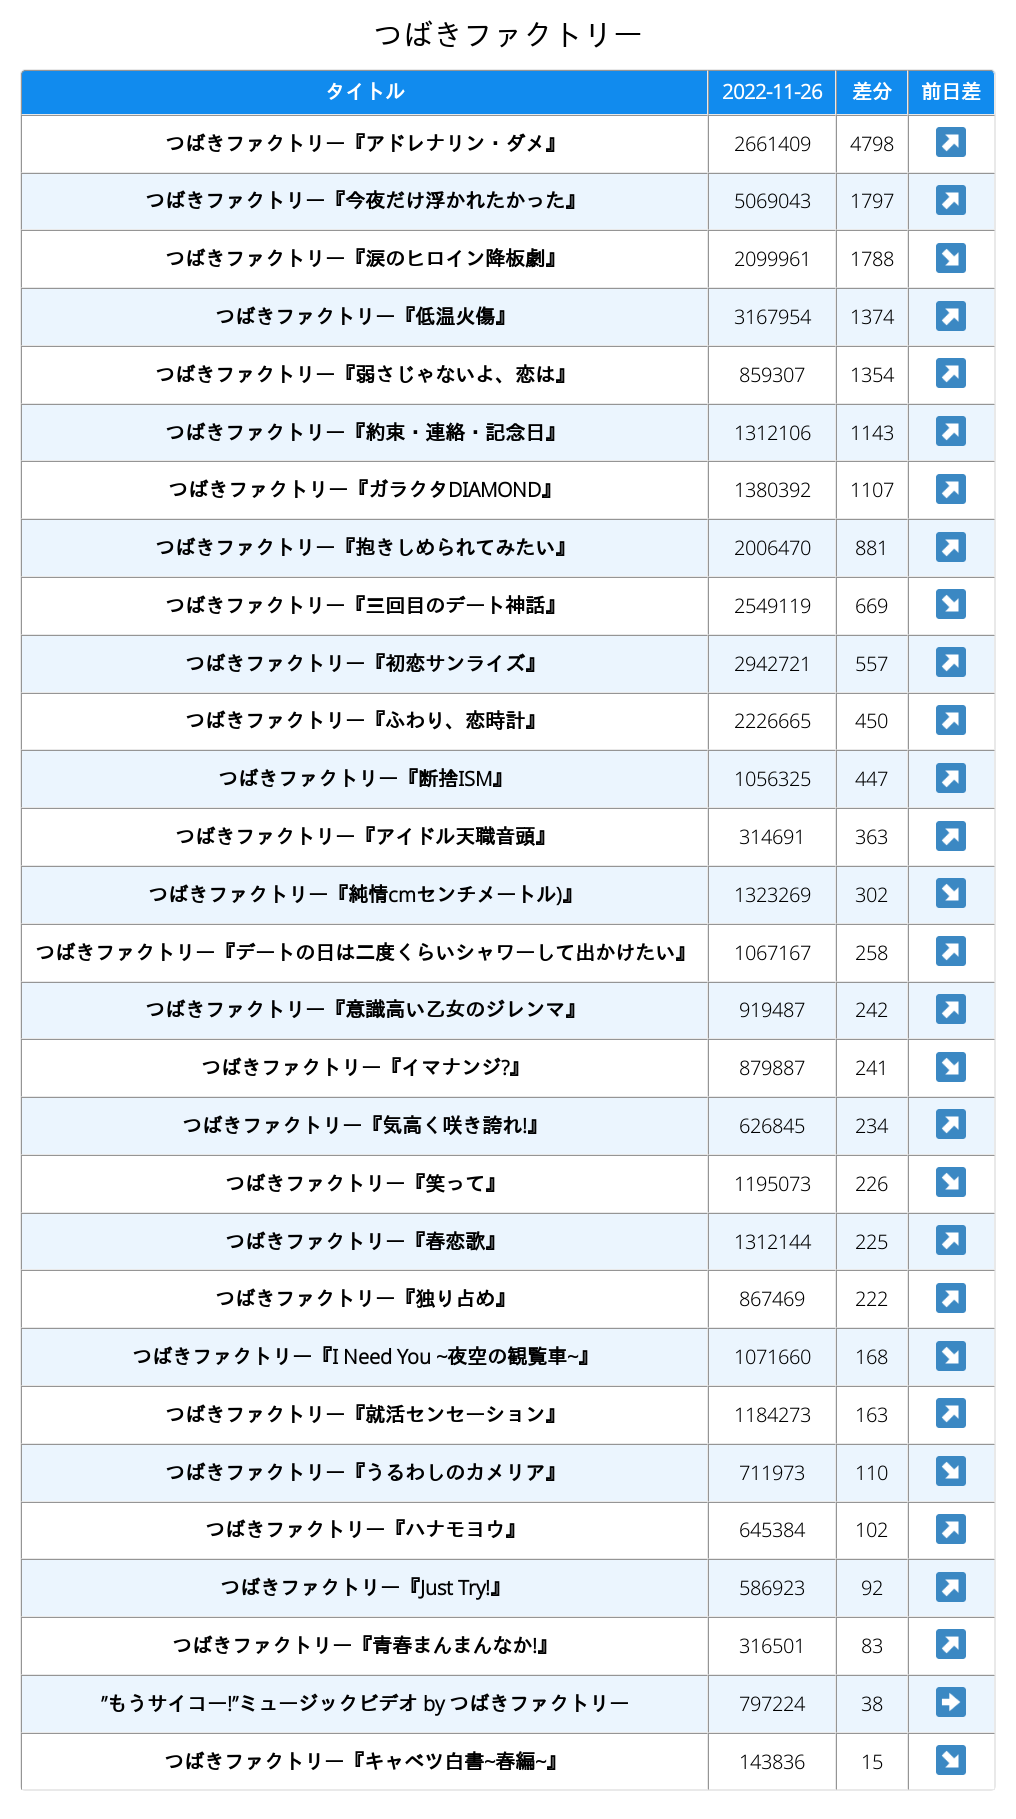 つばきファクトリー
タイトル 2022-11-26 差分 前日差
つばきファクトリー『アドレナリン・ダメ』 2661409 4798 ↗
つばきファクトリー『今夜だけ浮かれたかった』 5069043 1797 ↗
つばきファクトリー『涙のヒロイン降板劇』 2099961 1788 ↘
つばきファクトリー『低温火傷』 3167954 1374 ↗
つばきファクトリー『弱さじゃないよ、恋は』 859307 1354 ↗
つばきファクトリー『約束・連絡・記念日』 1312106 1143 ↗
つばきファクトリー『ガラクタDIAMOND』 1380392 1107 ↗
つばきファクトリー『抱きしめられてみたい』 2006470 881 ↗
つばきファクトリー『三回目のデート神話』 2549119 669 ↘
つばきファクトリー『初恋サンライズ』 2942721 557 ↗
つばきファクトリー『ふわり、恋時計』 2226665 450 ↗
つばきファクトリー『断捨ISM』 1056325 447 ↗
つばきファクトリー『アイドル天職音頭』 314691 363 ↗
つばきファクトリー『純情cmセンチメートル)』 1323269 302 ↘
つばきファクトリー『デートの日は二度くらいシャワーして出かけたい』 1067167 258 ↗
つばきファクトリー『意識高い乙女のジレンマ』 919487 242 ↗
つばきファクトリー『イマナンジ?』 879887 241 ↘
つばきファクトリー『気高く咲き誇れ!』 626845 234 ↗
つばきファクトリー『笑って』 1195073 226 ↘
つばきファクトリー『春恋歌』 1312144 225 ↗
つばきファクトリー『独り占め』 867469 222 ↗
つばきファクトリー『I Need You ~夜空の観覧車~』 1071660 168 ↘
つばきファクトリー『就活センセーション』 1184273 163 ↗
つばきファクトリー『うるわしのカメリア』 711973 110 ↘
つばきファクトリー『ハナモヨウ』 645384 102 ↗
つばきファクトリー『Just Try!』 586923 92 ↗
つばきファクトリー『青春まんまんなか!』 316501 83 ↗
”もうサイコー!”ミュージックビデオ by つばきファクトリー 797224 38 ➡
つばきファクトリー『キャベツ白書~春編~』 143836 15 ↘